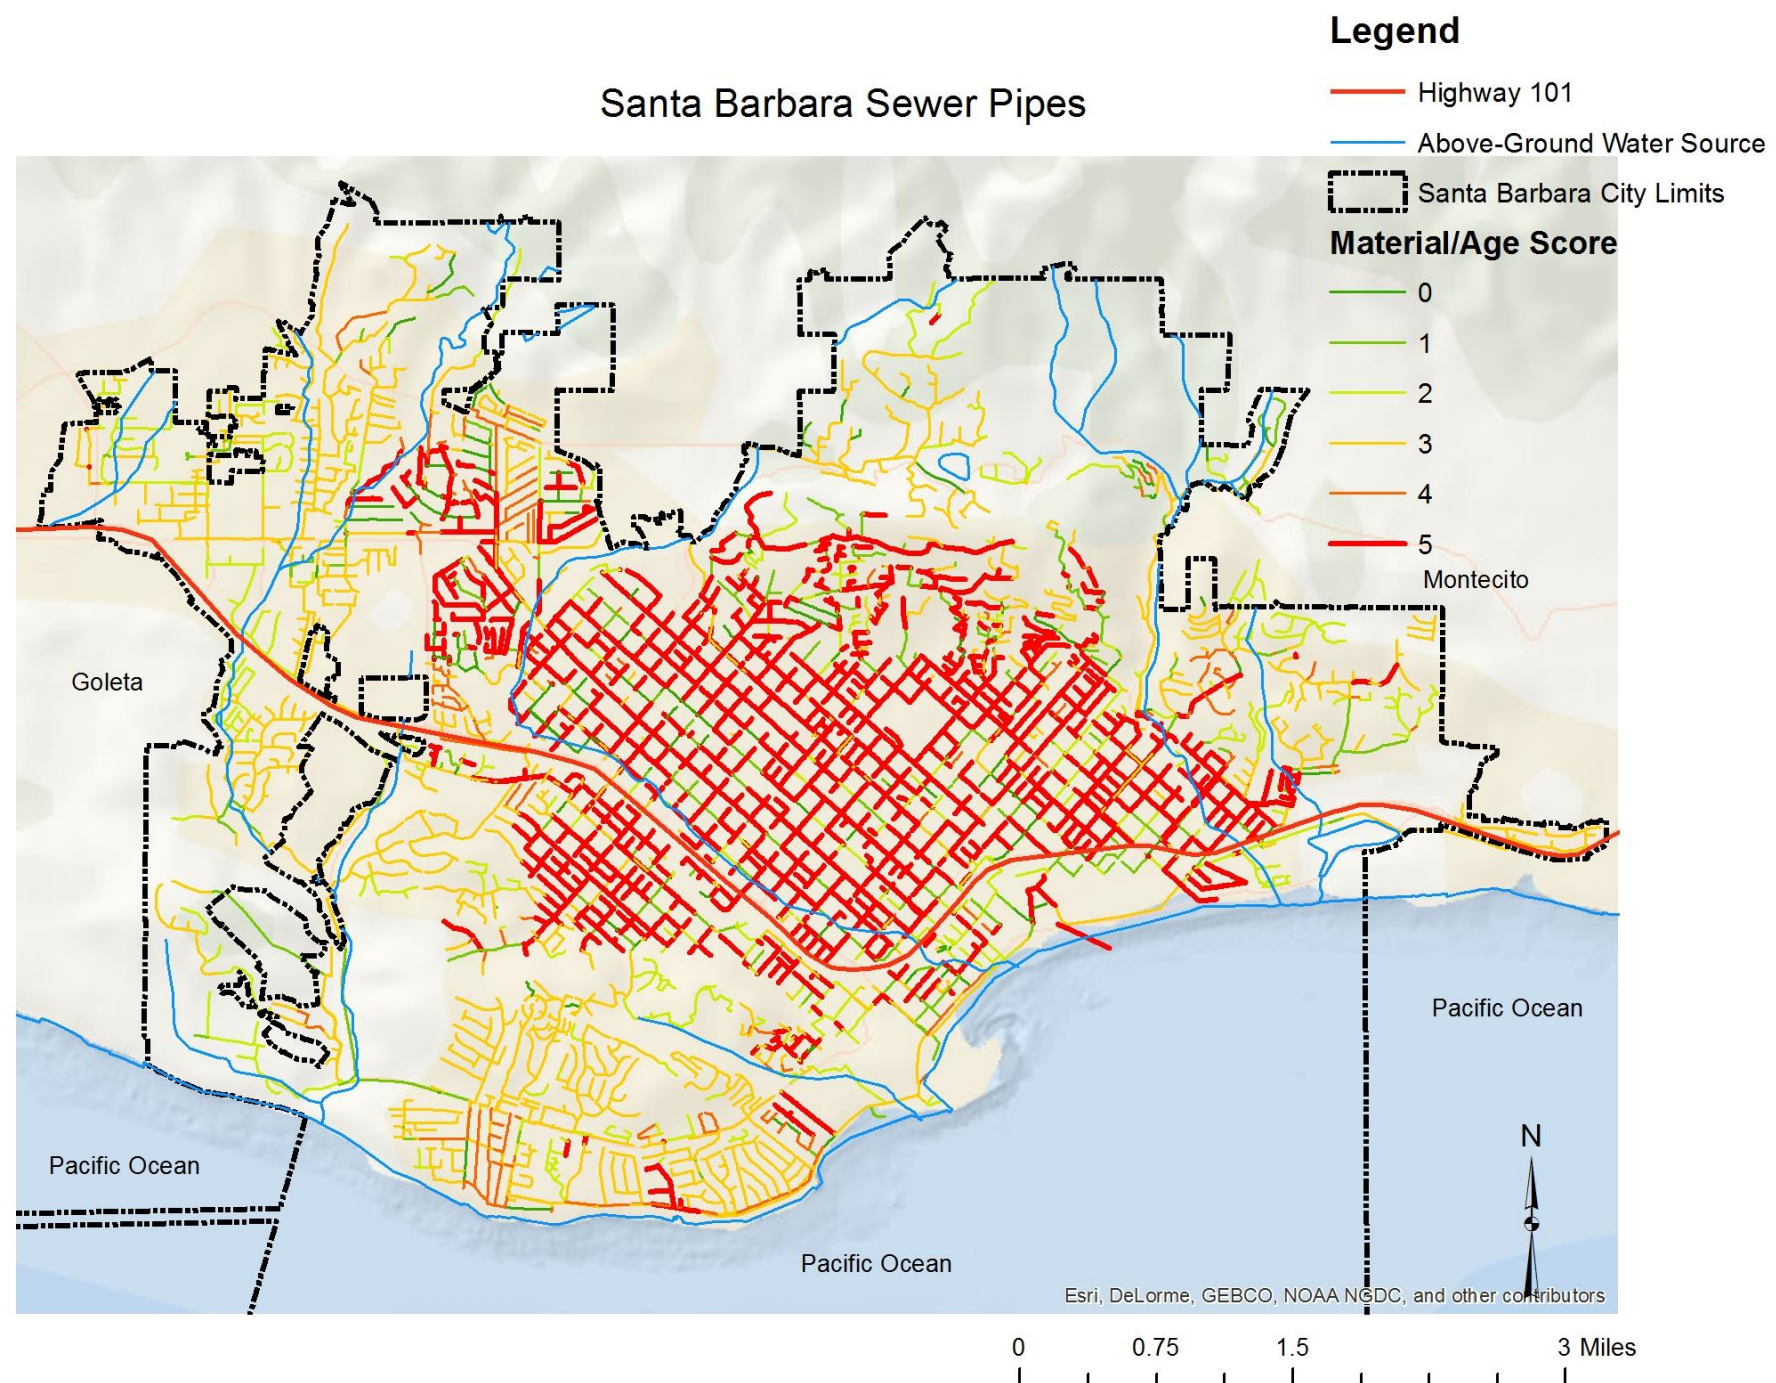 Legend
Highway 101
Santa Barbara Sewer Pipes
Above-Ground Water Source
Santa Barbara City Limits
Material/Age Score
0
1
2
3
4
5
Montecito
Goleta
Pacific Ocean
N
Pacific Ocean
Pacific Ocean
Esri, DeLorme, GEBCO, NOAA NGDC, and other contributors
0 0.75 1.5 3 Miles